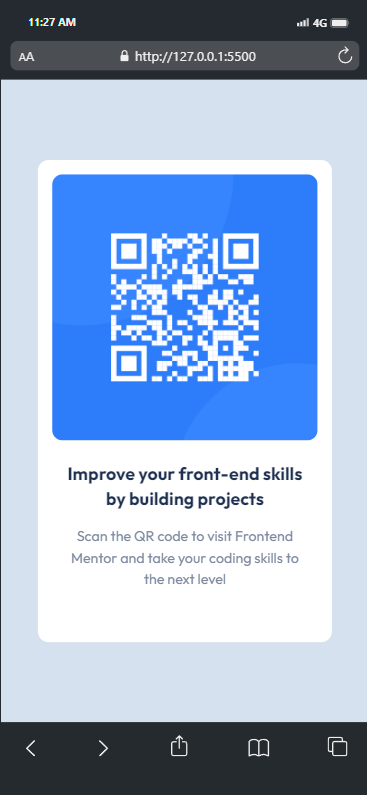 11:27 AM
4G
AA
http://127.0.0.1:5500
Improve your front-end skills
by building projects
Scan the QR code to visit Frontend
Mentor and take your coding skills to
the next level